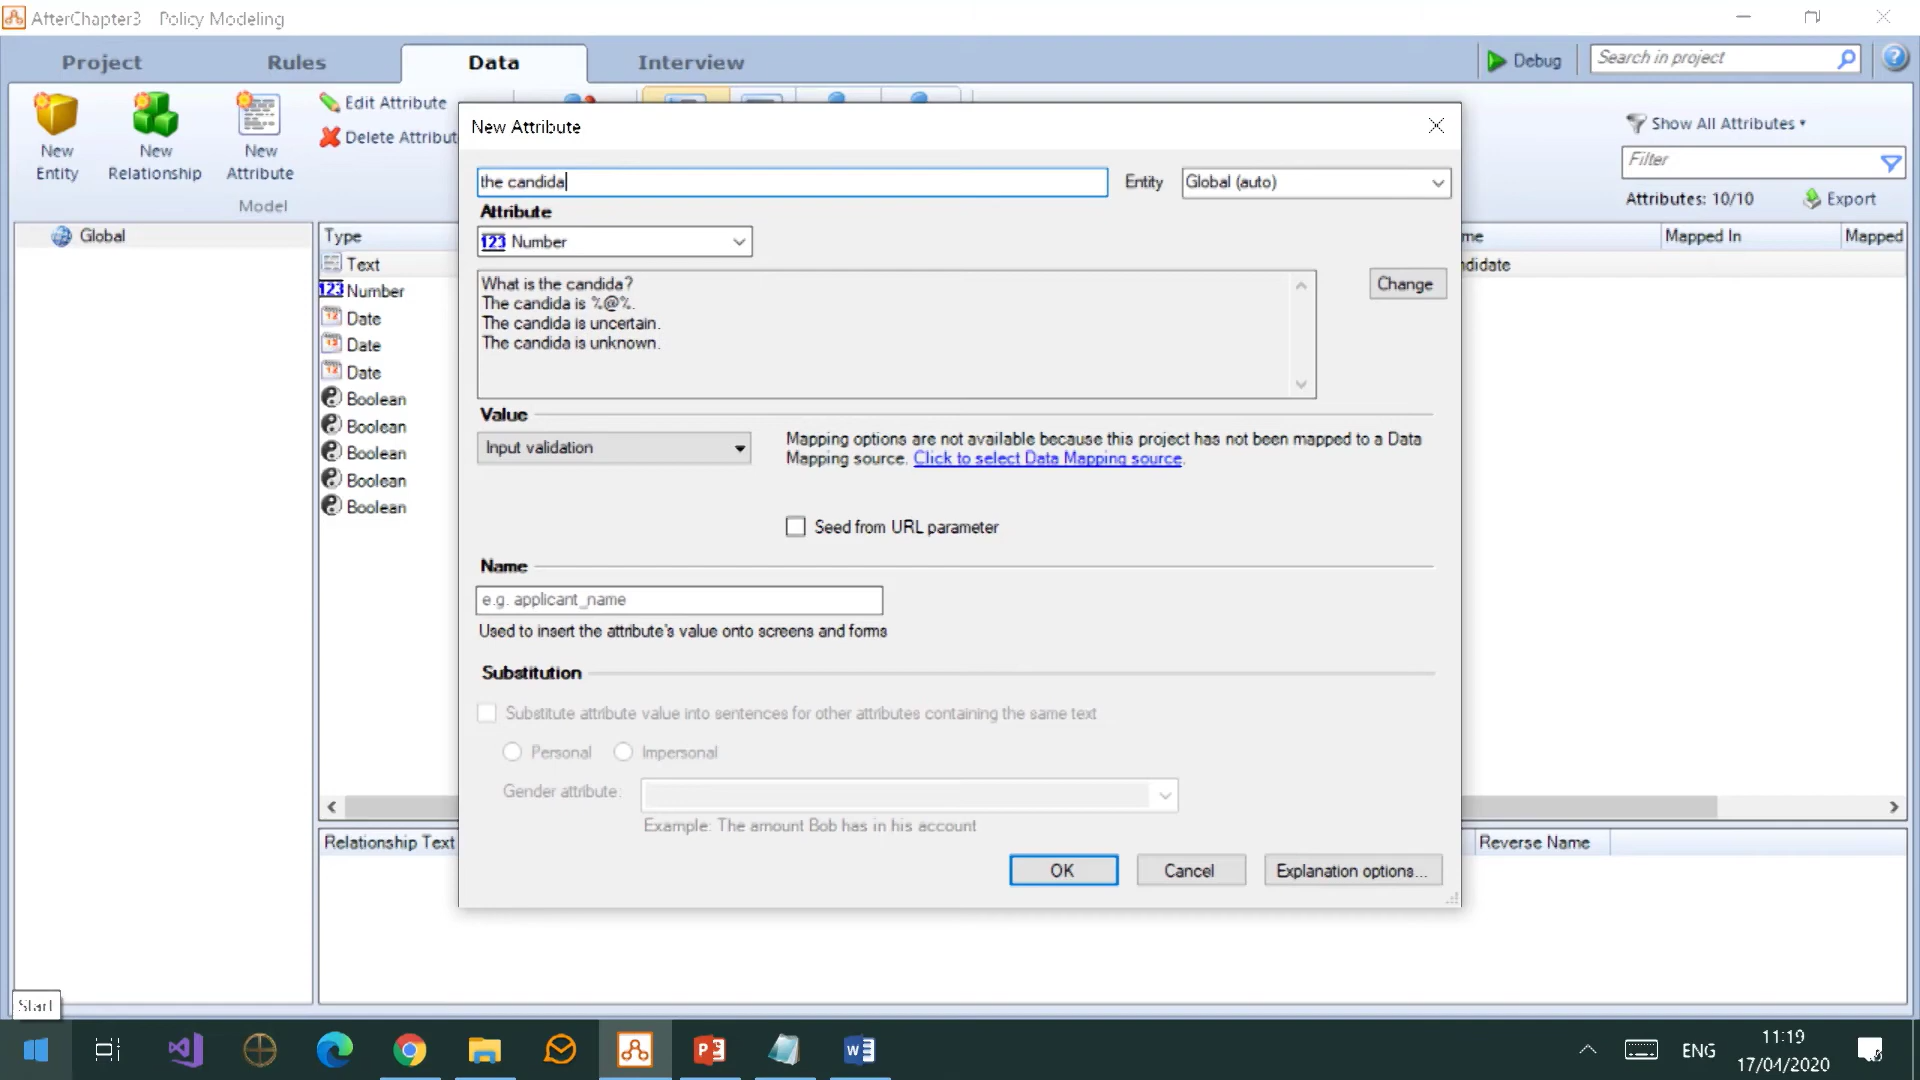 AfterChapter3 Policy Modeling
Project
Rules
Data
Interview
Debug
Search in project
New Entity
New Relationship
New Attribute
Edit Attribute
Delete Attribut
Model
Show All Attributes
Filter
Attributes: 10/10
Export
Global
Type
Text
123 Number
Date
Date
Date
Boolean
Boolean
Boolean
Boolean
Boolean
me
Mapped In
Mapped
ndidate
New Attribute
the candida
Entity
Global (auto)
Attribute
123 Number
What is the candida?
The candida is %@%.
The candida is uncertain.
The candida is unknown.
Change
Value
Input validation
Mapping options are not available because this project has not been mapped to a Data
Mapping source. Click to select Data Mapping source.
Seed from URL parameter
Name
e.g. applicant_name
Used to insert the attribute's value onto screens and forms
Substitution
Substitute attribute value into sentences for other attributes containing the same text
Personal
Impersonal
Gender attribute:
Example: The amount Bob has in his account
OK
Cancel
Explanation options...
Relationship Text
Reverse Name
Start
ENG
11:19
17/04/2020